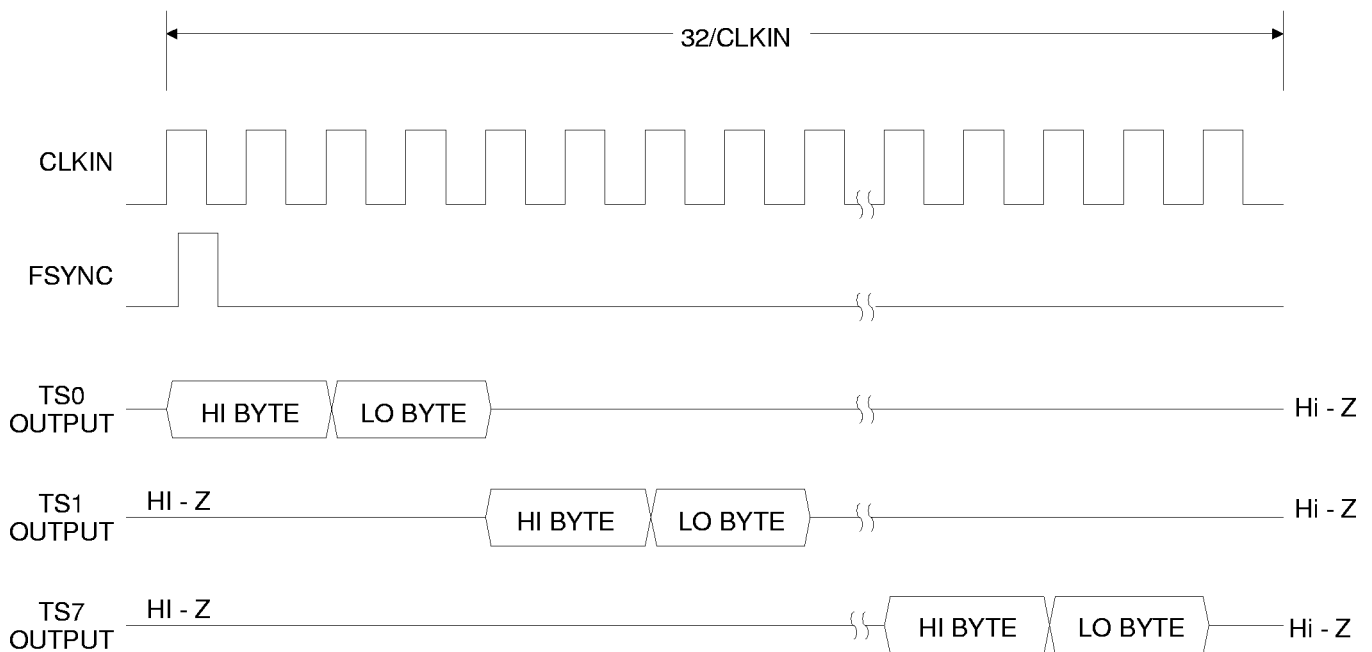 32/CLKIN
CLKIN
FSYNC
TS0
OUTPUT
HI BYTE
LO BYTE
Hi - Z
TS1
OUTPUT
HI - Z
HI BYTE
LO BYTE
Hi - Z
TS7
OUTPUT
HI - Z
HI BYTE
LO BYTE
Hi - Z